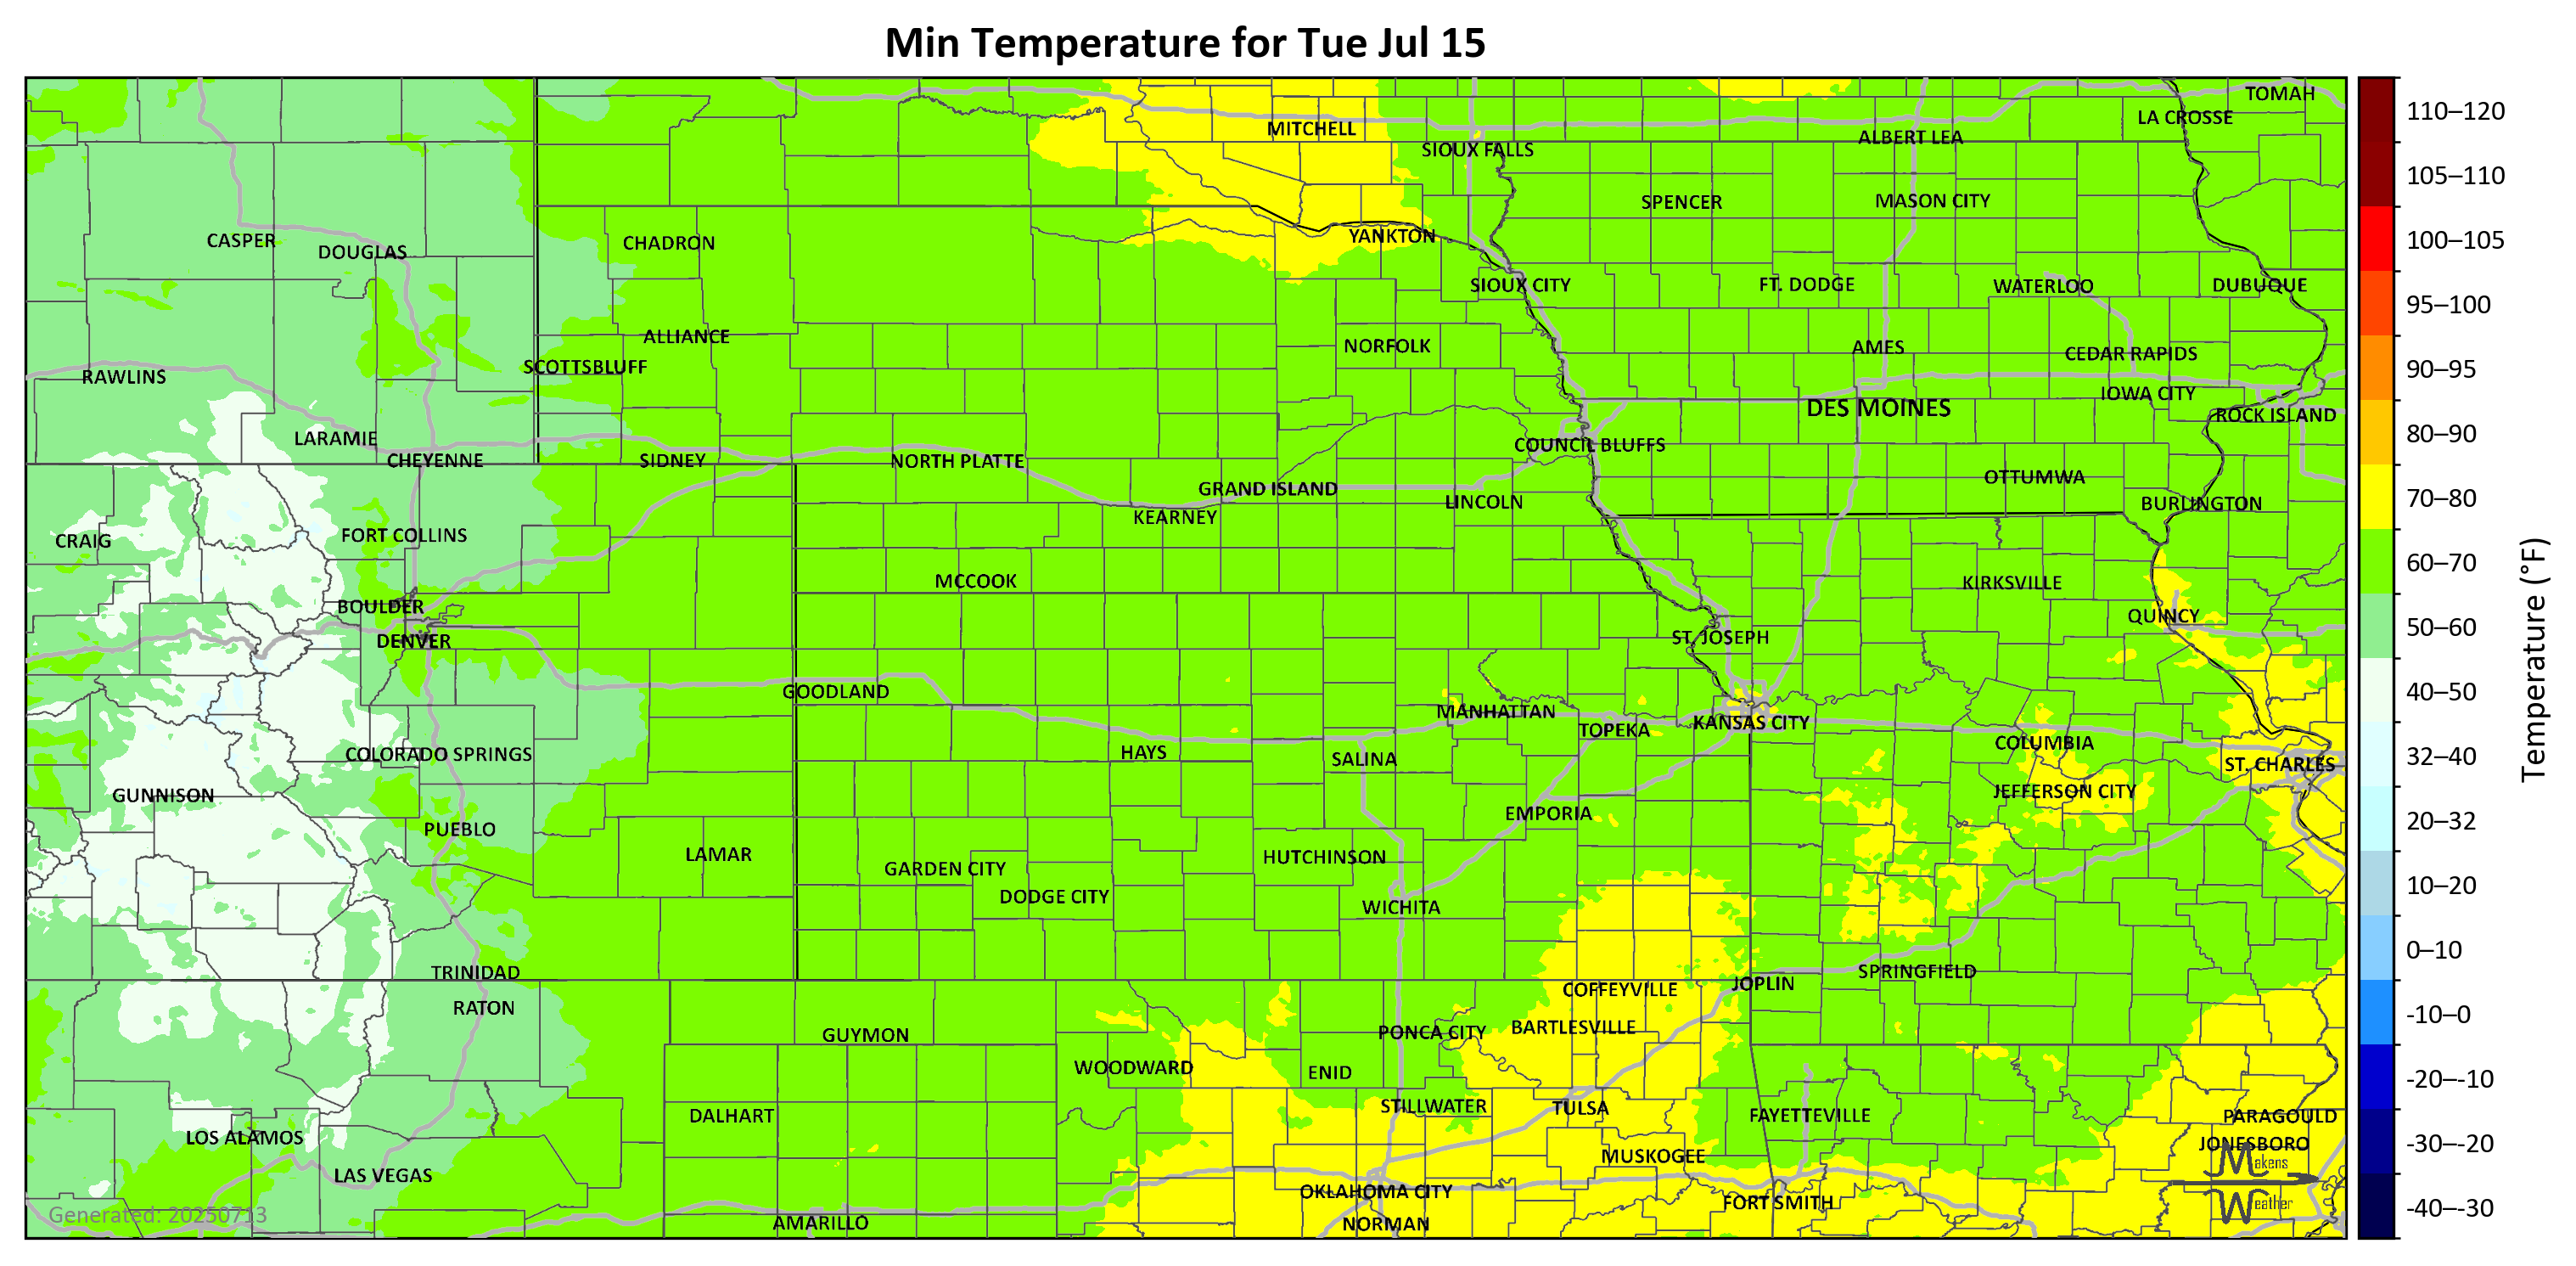 Min Temperature for Tue Jul 15
TOMAH
LA CROSSE
MITCHELL
ALBERT LEA
SIOUX FALLS
SPENCER
MASON CITY
CASPER
DOUGLAS
CHADRON
YANKTON
SIOUX CITY
FT. DODGE
WATERLOO
DUBUQUE
ALLIANCE
NORFOLK
AMES
CEDAR RAPIDS
SCOTTSBLUFF
RAWLINS
IOWA CITY
DES MOINES
ROCK ISLAND
LARAMIE
COUNCIL BLUFFS
CHEYENNE
SIDNEY
NORTH PLATTE
OTTUMWA
GRAND ISLAND
LINCOLN
BURLINGTON
KEARNEY
FORT COLLINS
CRAIG
MCCOOK
KIRKSVILLE
BOULDER
QUINCY
DENVER
ST. JOSEPH
GOODLAND
MANHATTAN
KANSAS CITY
TOPEKA
COLUMBIA
COLORADO SPRINGS
HAYS
SALINA
ST. CHARLES
GUNNISON
JEFFERSON CITY
EMPORIA
PUEBLO
LAMAR
HUTCHINSON
GARDEN CITY
DODGE CITY
WICHITA
TRINIDAD
SPRINGFIELD
JOPLIN
COFFEYVILLE
RATON
BARTLESVILLE
PONCA CITY
GUYMON
WOODWARD
ENID
STILLWATER
TULSA
DALHART
FAYETTEVILLE
PARAGOULD
LOS ALAMOS
JONESBORO
MUSKOGEE
LAS VEGAS
OKLAHOMA CITY
FORT SMITH
AMARILLO
NORMAN
Generated: 20250713
Makens
Weather
110–120
105–110
100–105
95–100
90–95
80–90
70–80
60–70
50–60
40–50
32–40
20–32
10–20
0–10
-10–0
-20–-10
-30–-20
-40–-30
Temperature (°F)